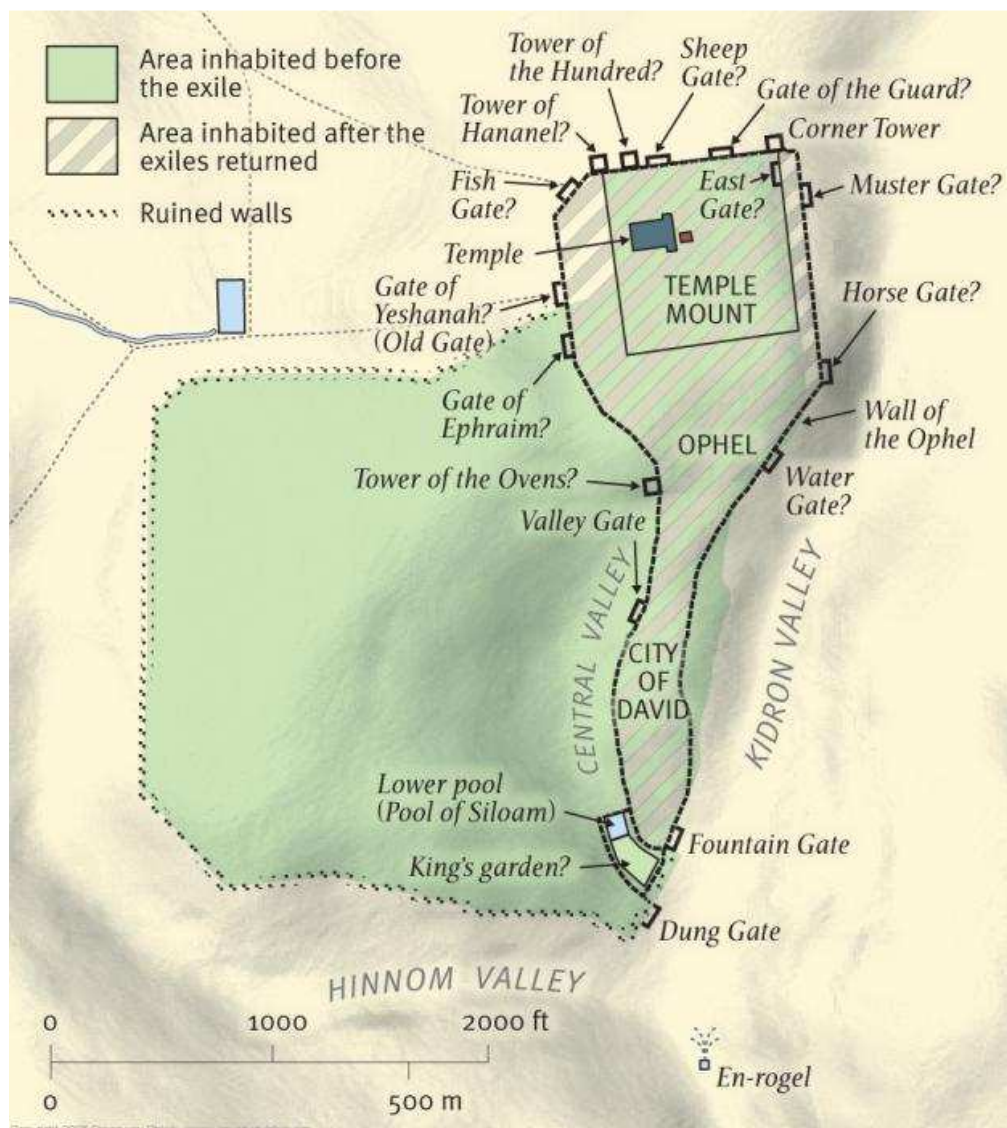 Area inhabited before
the exile
Area inhabited after the
exiles returned
Ruined walls
Tower of
the Hundred?
Sheep
Gate?
Tower of
Hananel?
Gate of the Guard?
Corner Tower
Fish
Gate?
East
Gate?
Muster Gate?
Temple
TEMPLE
MOUNT
Gate of
Yeshanah?
(Old Gate)
Horse Gate?
Gate of
Ephraim?
Wall of
the Ophel
OPHEL
Tower of the Ovens?
Water
Gate?
Valley Gate
CENTRAL VALLEY
KIDRON VALLEY
CITY
OF
DAVID
Lower pool
(Pool of Siloam)
Fountain Gate
King's garden?
Dung Gate
HINNOM VALLEY
0 1000 2000 ft
0 500 m
En-rogel